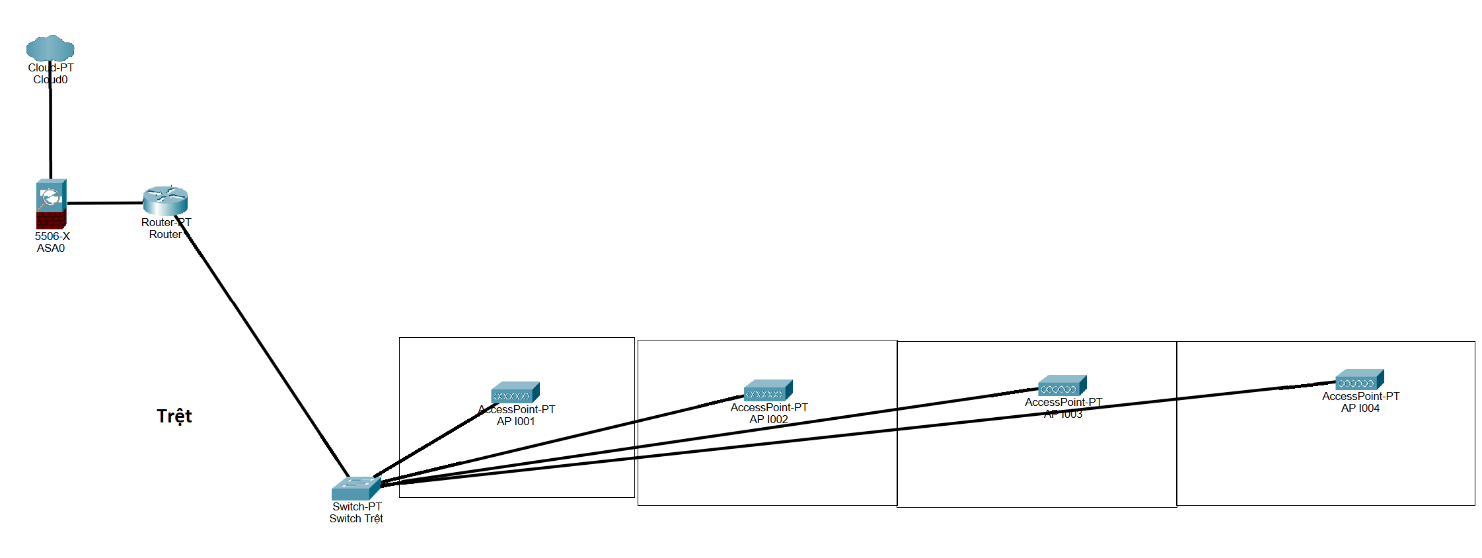 Cloud-PT
Cloud0
5506-X
ASA0
Router-PT
Router
Trệt
Switch-PT
Switch Trệt
AccessPoint-PT
AP I001
AccessPoint-PT
AP I002
AccessPoint-PT
AP I003
AccessPoint-PT
AP I004